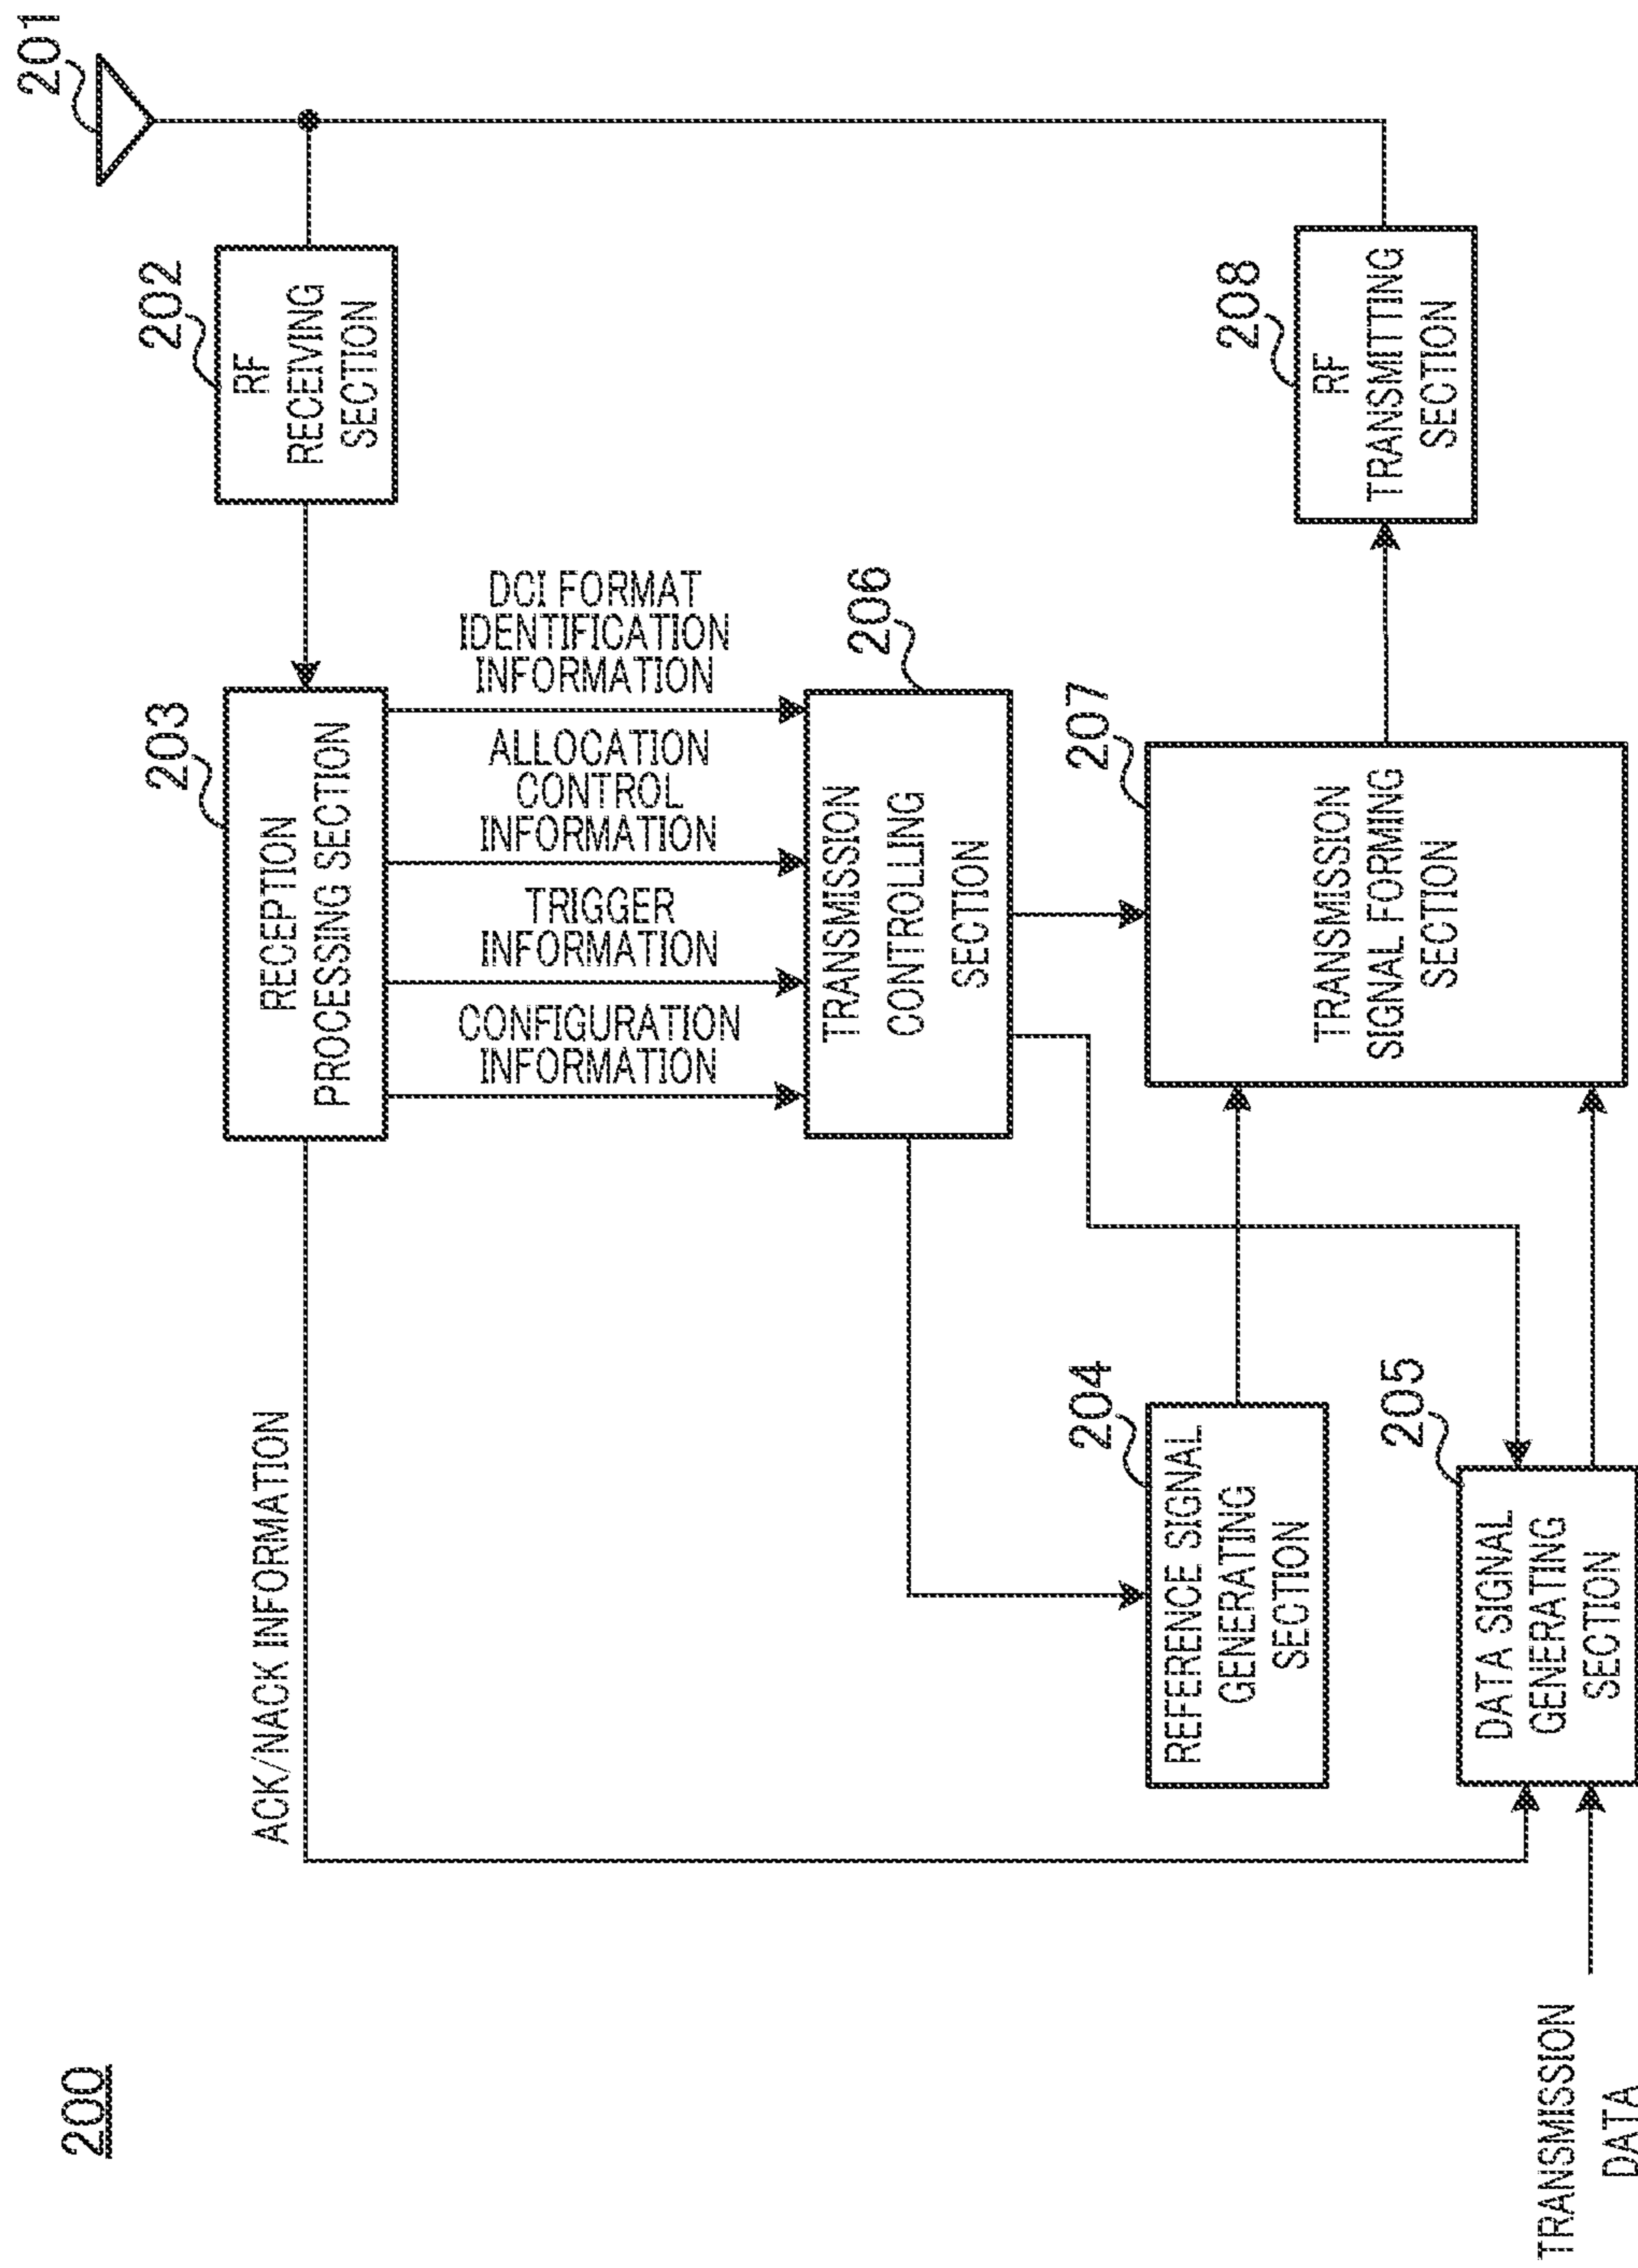 200
201
RF
RECEIVING
SECTION
202
RECEPTION
PROCESSING SECTION
203
ACK/NACK INFORMATION
DCI FORMAT
IDENTIFICATION
INFORMATION
ALLOCATION
CONTROL
INFORMATION
TRIGGER
INFORMATION
CONFIGURATION
INFORMATION
TRANSMISSION
CONTROLLING
SECTION
206
REFERENCE SIGNAL
GENERATING
SECTION
204
TRANSMISSION
SIGNAL FORMING
SECTION
207
RF
TRANSMITTING
SECTION
208
DATA SIGNAL
GENERATING
SECTION
205
TRANSMISSION
DATA